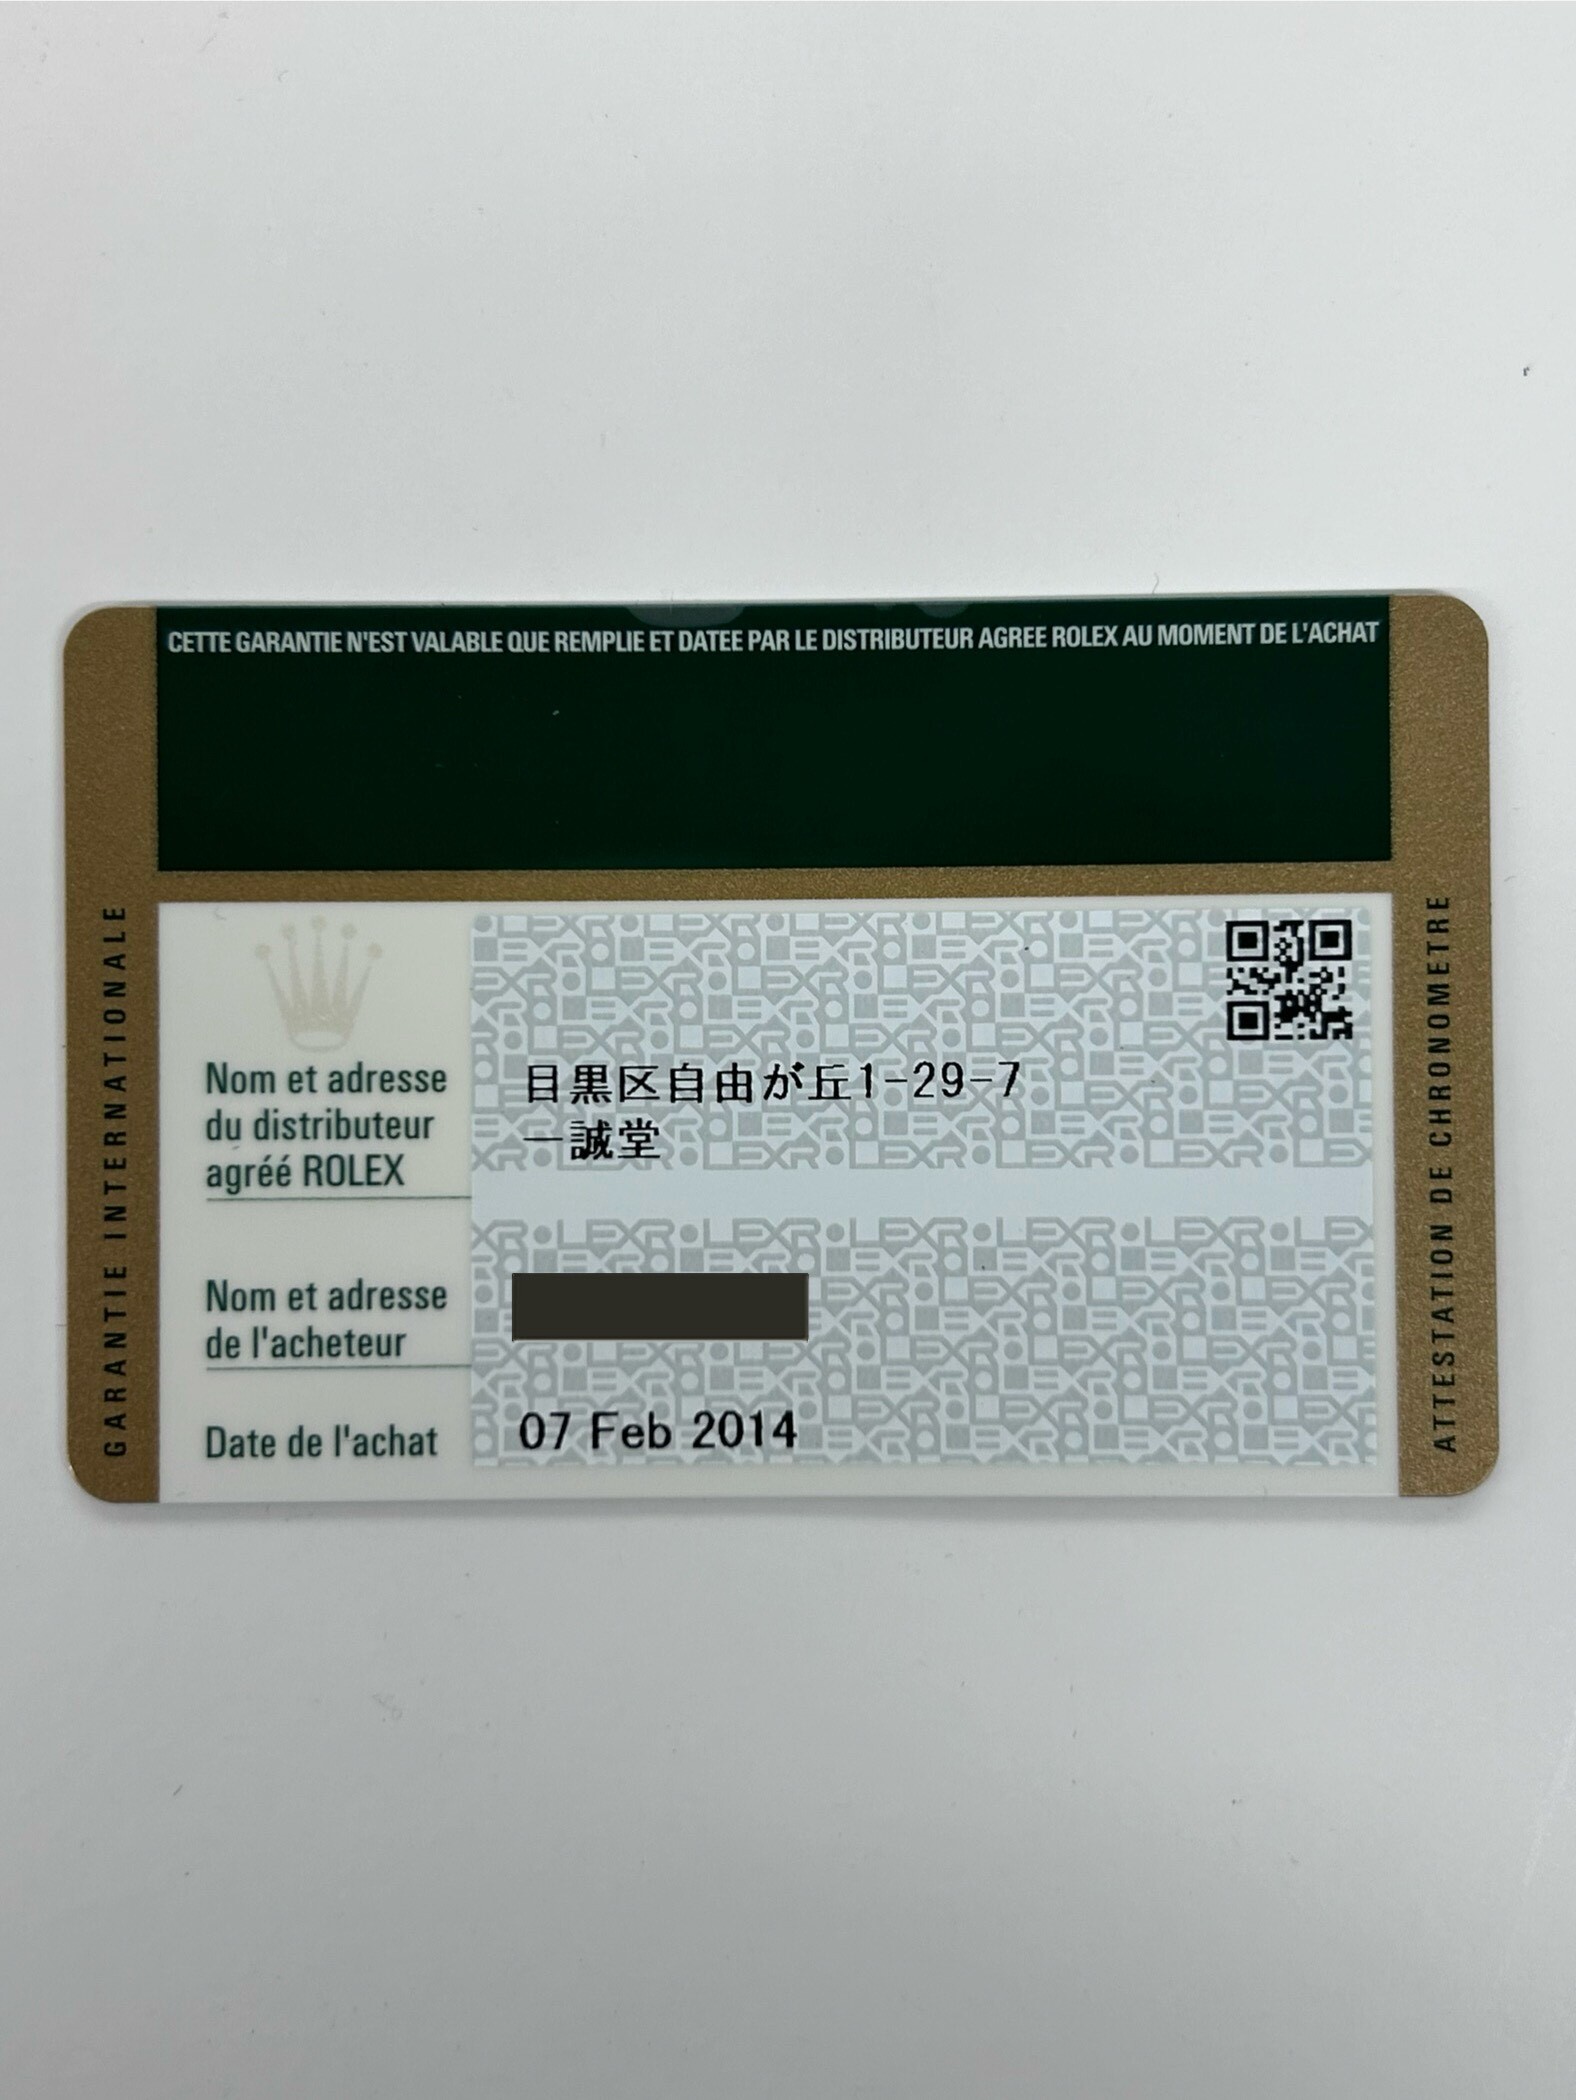 CETTE GARANTIE N'EST VALABLE QUE REMPLIE ET DATEE PAR LE DISTRIBUTEUR AGREE ROLEX AU MOMENT DE L'ACHAT
GARANTIE INTERNATIONALE
Nom et adresse
du distributeur
agréé ROLEX
目黒区自由が丘1-29-7
一誠堂
Nom et adresse
de l'acheteur
Date de l'achat
07 Feb 2014
ATTESTATION DE CHRONOMETRE